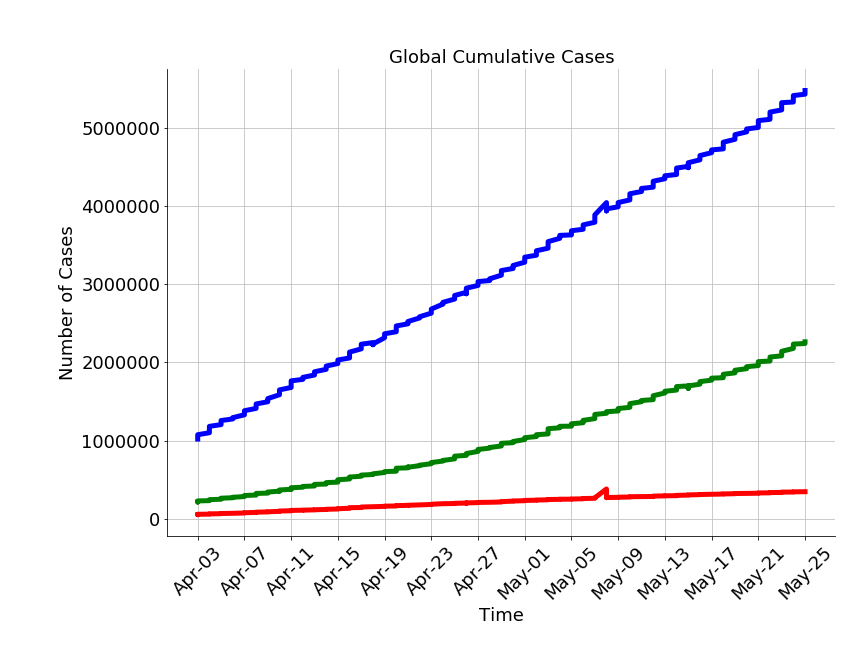 Global Cumulative Cases
Number of Cases
5000000
4000000
3000000
2000000
1000000
0
Apr-03
Apr-07
Apr-11
Apr-15
Apr-19
Apr-23
Apr-27
May-01
May-05
May-09
May-13
May-17
May-21
May-25
Time